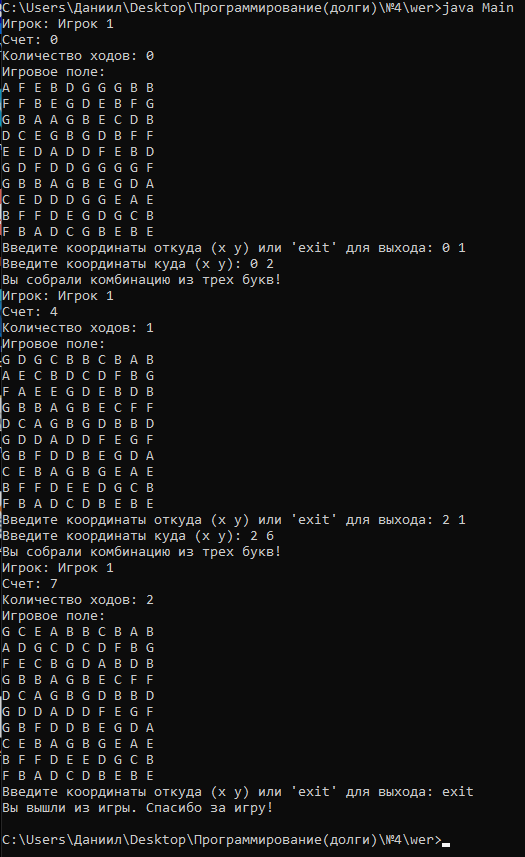 C:\Users\Даниил\Desktop\Программирование(долги)\№4\wer>java Main
Игрок: Игрок 1
Счет: 0
Количество ходов: 0
Игровое поле:
A F E B D G G G B B
F F B E G D E B F G
G B A A G B E C D B
D C E G B G D B F F
E E D A D D F E B D
G D F D D G G G G F
G B B A G B E G D A
C E D D D G G E A E
B F F D E G D G C B
F B A D C G B E B E
Введите координаты откуда (x y) или 'exit' для выхода: 0 1
Введите координаты куда (x y): 0 2
Вы собрали комбинацию из трех букв!
Игрок: Игрок 1
Счет: 4
Количество ходов: 1
Игровое поле:
G D G C B B C B A B
A E C B D C D F B G
F A E E G D E B D B
G B B A G B E C F F
D C A G B G D B B D
G D D A D D F E G F
G B F D D B E G D A
C E B A G B G E A E
B F F D E E D G C B
F B A D C D B E B E
Введите координаты откуда (x y) или 'exit' для выхода: 2 1
Введите координаты куда (x y): 2 6
Вы собрали комбинацию из трех букв!
Игрок: Игрок 1
Счет: 7
Количество ходов: 2
Игровое поле:
G C E A B B C B A B
A D G C D C D F B G
F E C B G D A B D B
G B B A G B E C F F
D C A G B G D B B D
G D D A D D F E G F
G B F D D B E G D A
C E B A G B G E A E
B F F D E E D G C B
F B A D C D B E B E
Введите координаты откуда (x y) или 'exit' для выхода: exit
Вы вышли из игры. Спасибо за игру!
C:\Users\Даниил\Desktop\Программирование(долги)\№4\wer>